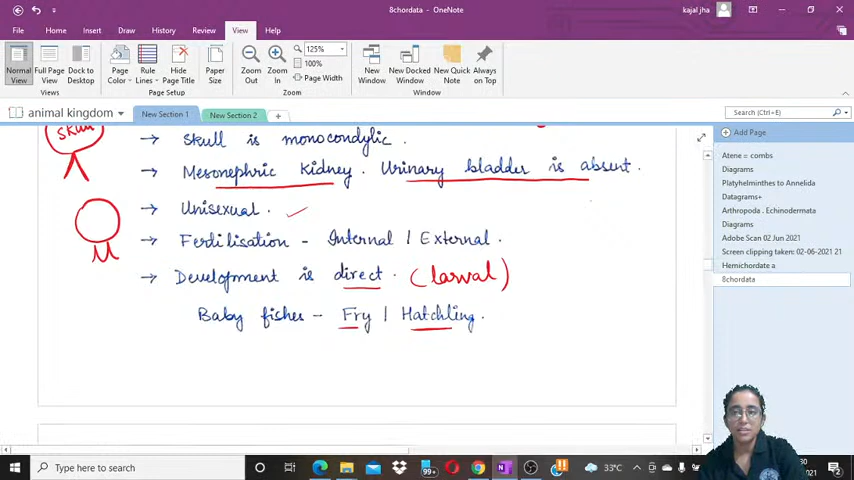 8chordata - OneNote
kajal jha
File Home Insert Draw History Review View Help
Normal View
Full Page View
Dock to Desktop
Views
Page Color
Rule Lines
Hide Page Title
Paper Size
Page Setup
Zoom Out
Zoom In
125%
100%
Page Width
Zoom
New Window
New Docked Window
New Quick Note
Always on Top
Window
animal kingdom
New Section 1
New Section 2
Search (Ctrl+E)
Add Page
Atene = combs
Diagrams
Platyhelminthes to Annelida
Datagrams+
Arthropoda . Echinodermata
Diagrams
Adobe Scan 02 Jun 2021
Screen clipping taken: 02-06-2021 21
Hemichordate a
8chordata
skull
→ Skull is monocondylic.
→ Mesonephric Kidney. Urinary bladder is absent.
→ Unisexual.
→ Fertilisation - Internal | External.
→ Development is direct. (larval)
Baby fishes - Fry | Hatchling.
Type here to search
99+
33°C
2